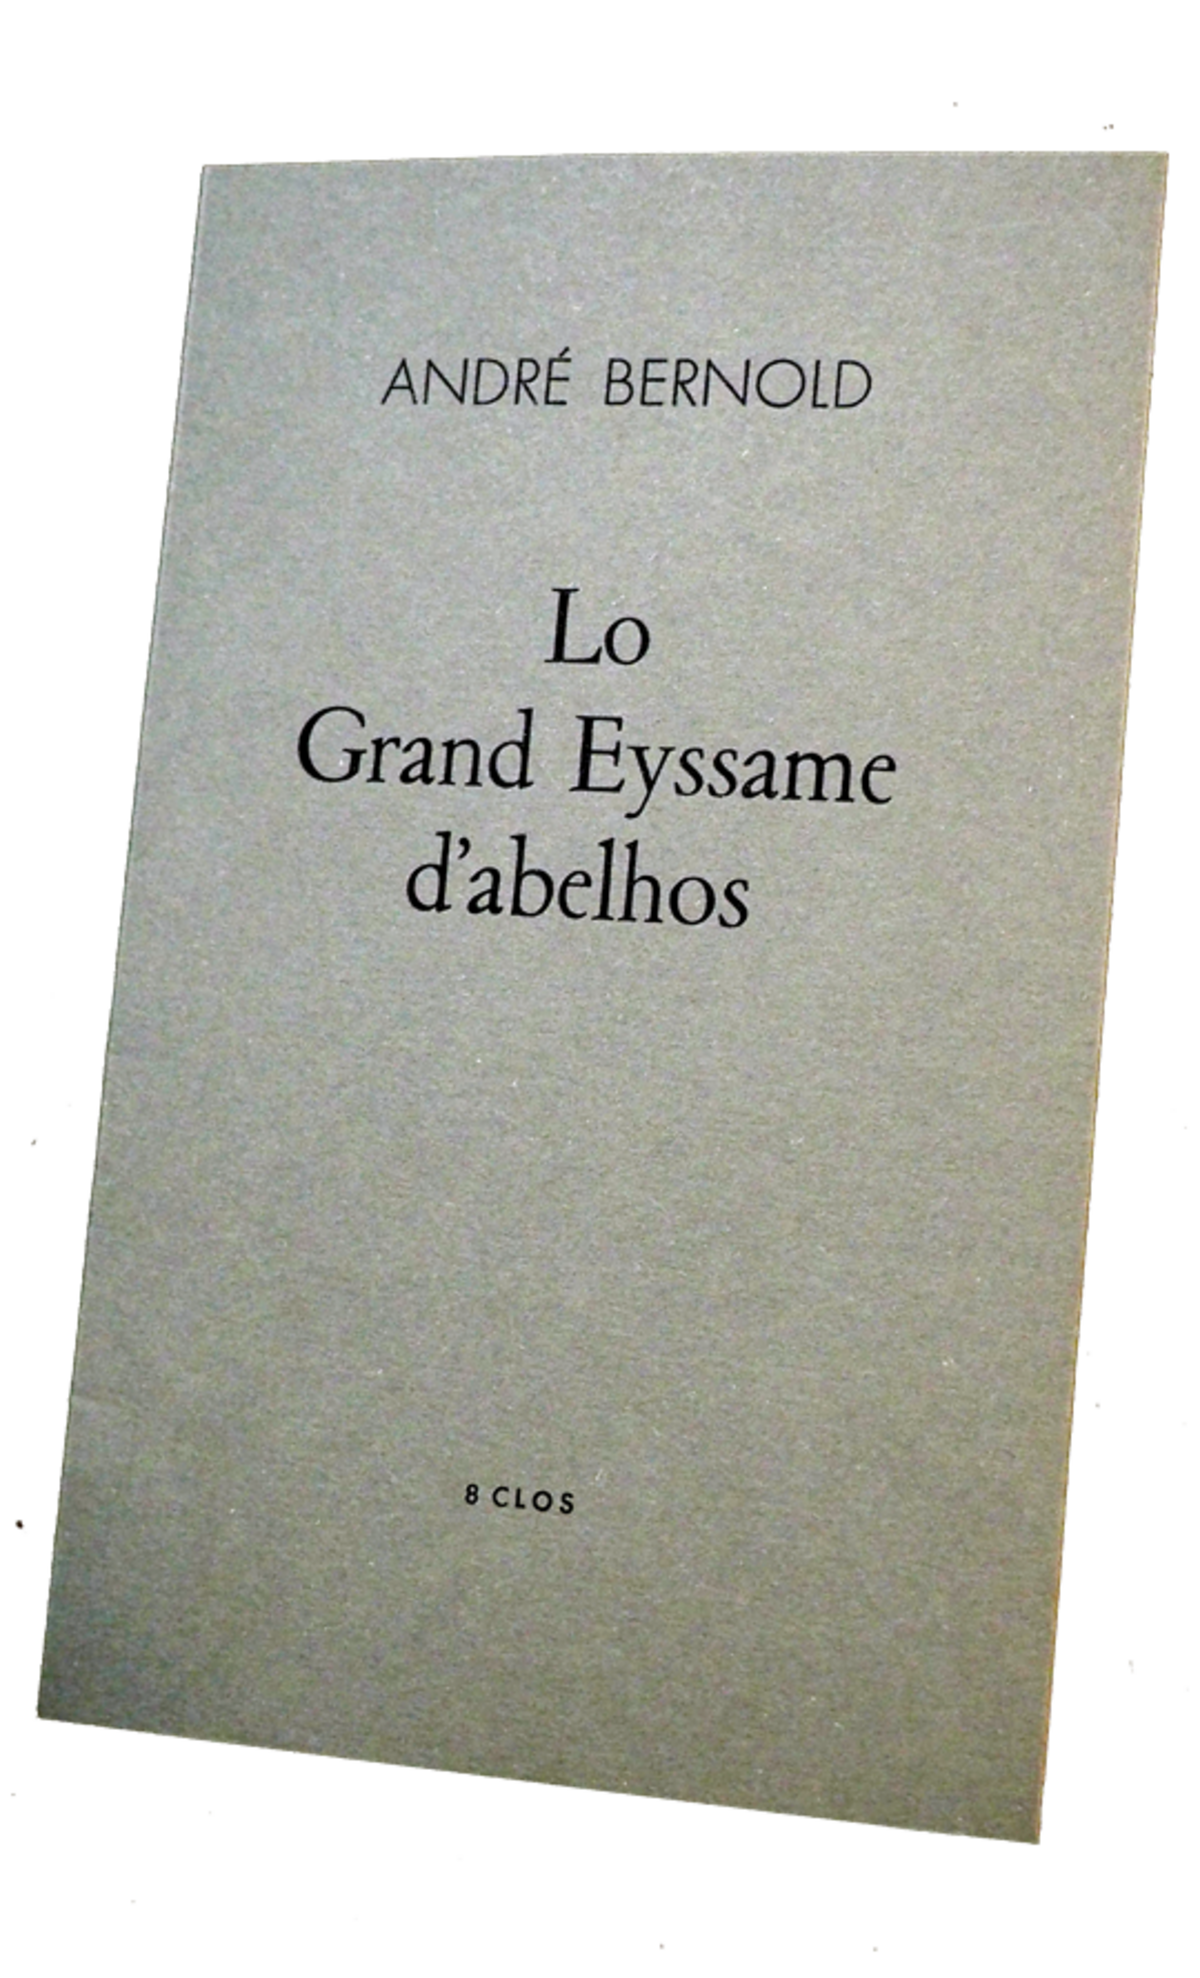 ANDRÉ BERNOLD
Lo
Grand Eyssame
d'abelhos
8 CLOS